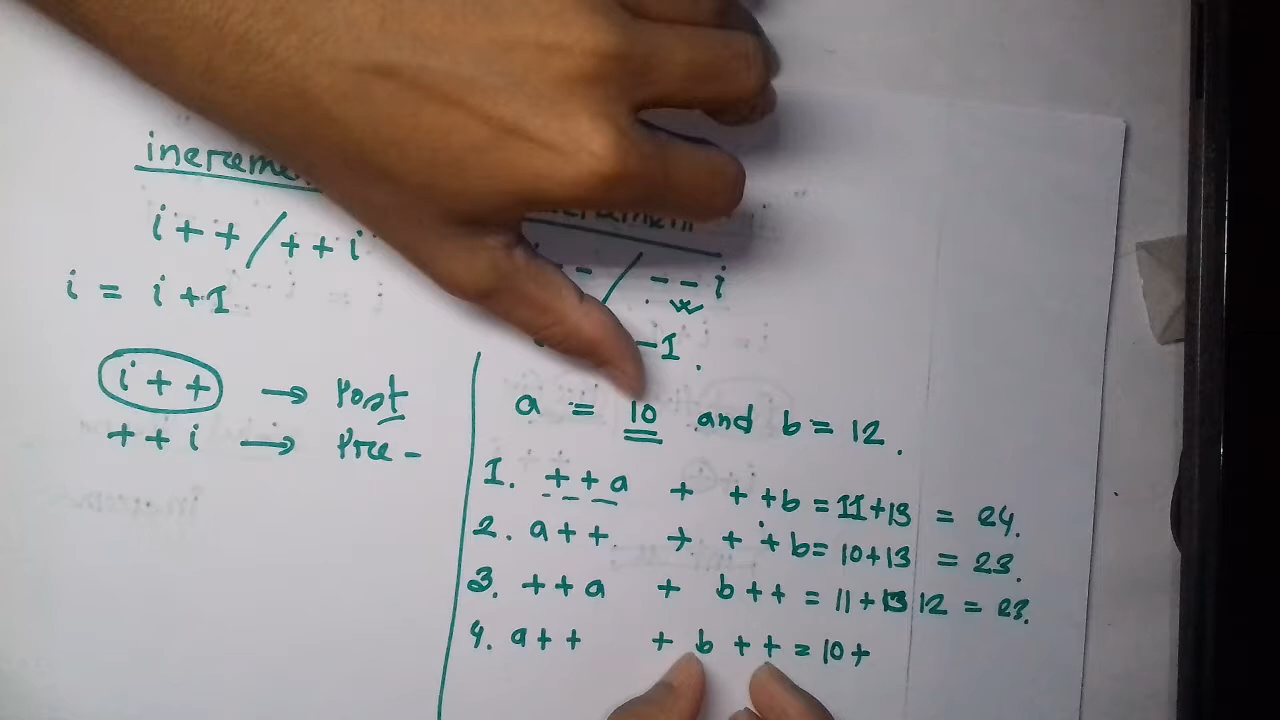 i++ / ++i
-- / --i
i = i+1
-1.
i++ → Post
++i → Pre-
a = 10 and b = 12.
1. ++a + ++b = 11+13 = 24.
2. a++ + ++b = 10+13 = 23.
3. ++a + b++ = 11+13 12 = 23.
4. a++ + b++ = 10+